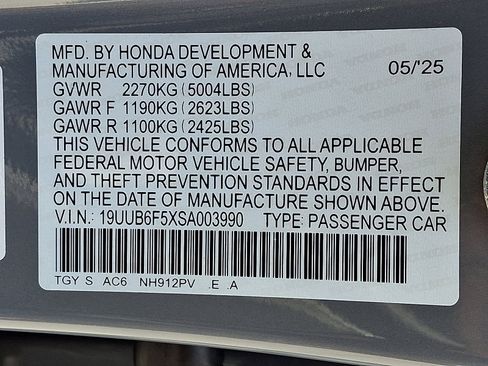 MFD. BY HONDA DEVELOPMENT &
MANUFACTURING OF AMERICA, LLC 05/'25
GVWR 2270KG (5004LBS)
GAWR F 1190KG (2623LBS)
GAWR R 1100KG (2425LBS)
THIS VEHICLE CONFORMS TO ALL APPLICABLE
FEDERAL MOTOR VEHICLE SAFETY, BUMPER,
AND THEFT PREVENTION STANDARDS IN EFFECT
ON THE DATE OF MANUFACTURE SHOWN ABOVE.
V.I.N.: 19UUB6F5XSA003990 TYPE: PASSENGER CAR
TGY S AC6 NH912PV .E .A